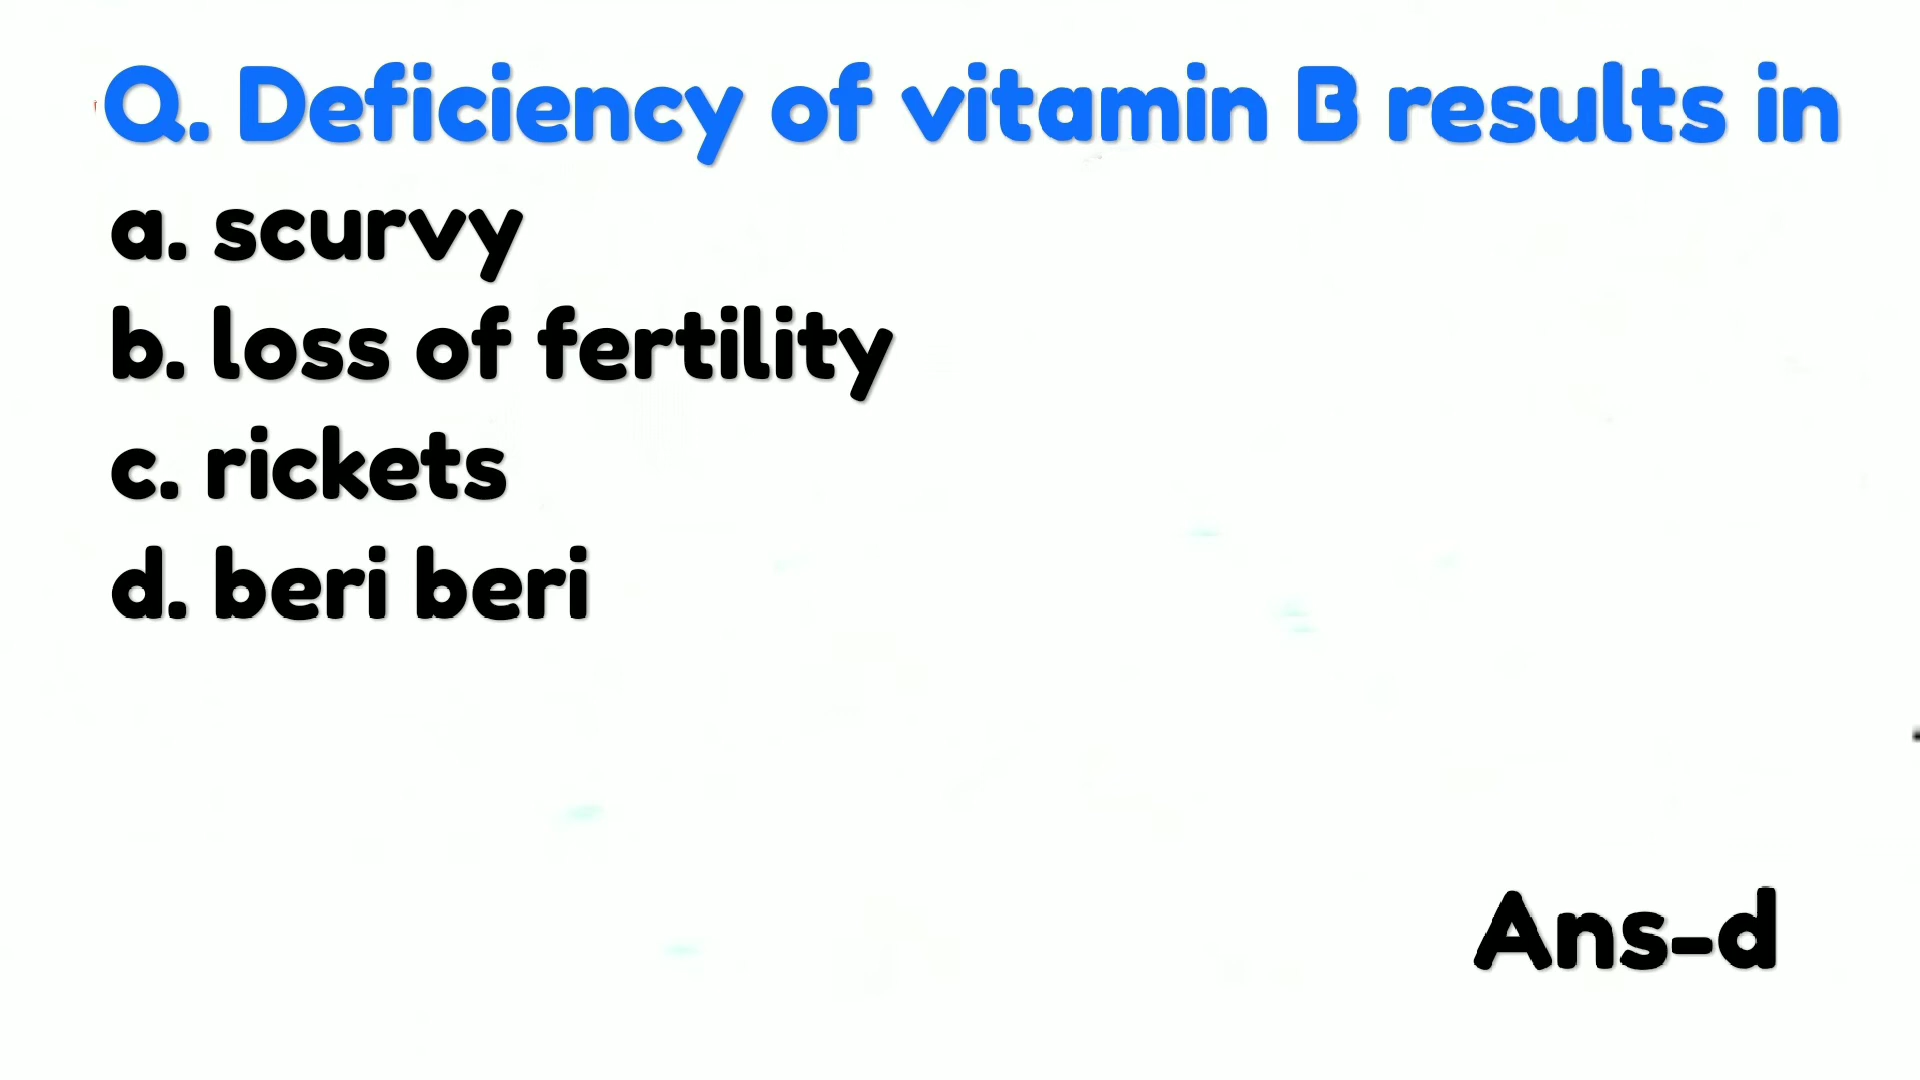 Q. Deficiency of vitamin B results in
a. scurvy
b. loss of fertility
c. rickets
d. beri beri
Ans-d